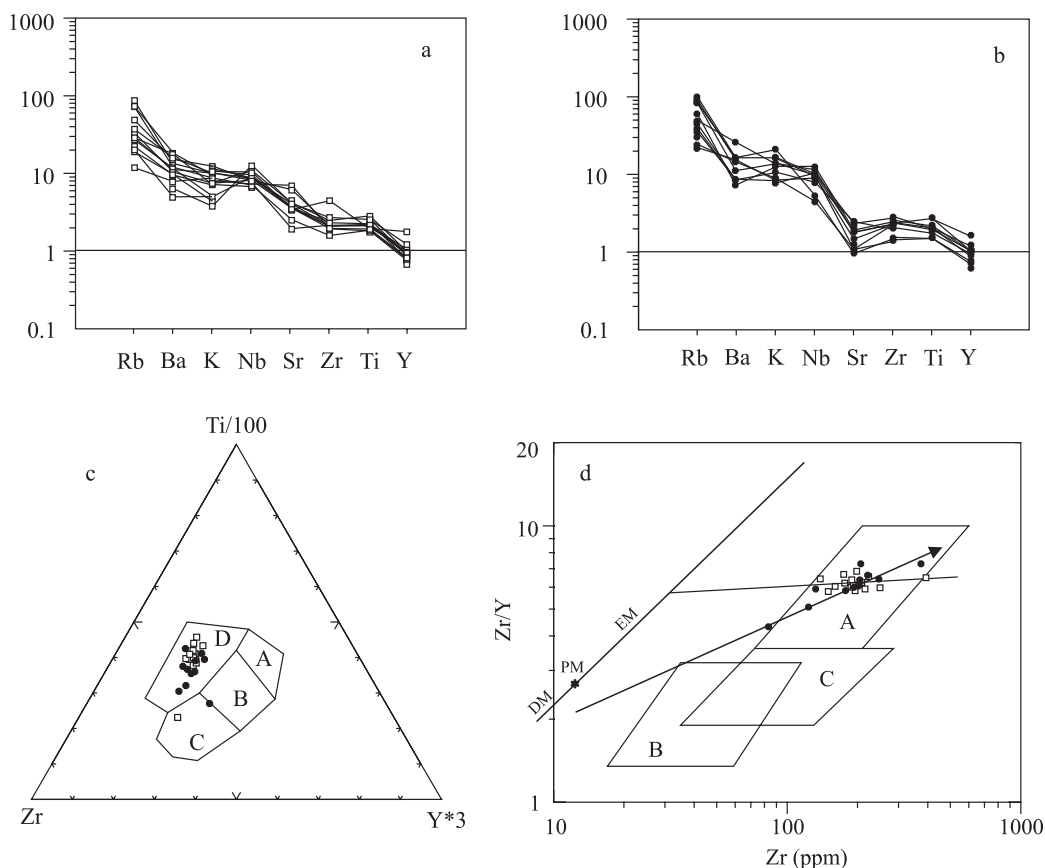 1000
a
100
10
1
0.1
Rb Ba K Nb Sr Zr Ti Y
1000
b
100
10
1
0.1
Rb Ba K Nb Sr Zr Ti Y
Ti/100
c
D
A
B
C
Zr
Y*3
20
d
10
Zr/Y
EM
A
PM
C
DM
B
1
10 100 1000
Zr (ppm)